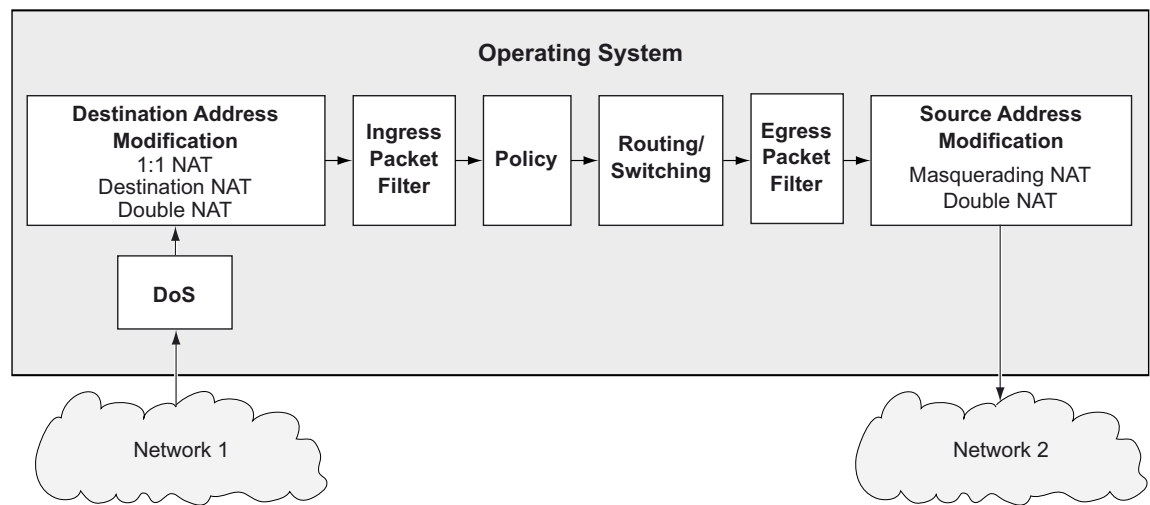 Operating System
Destination Address
Modification
1:1 NAT
Destination NAT
Double NAT
Ingress
Packet
Filter
Policy
Routing/
Switching
Egress
Packet
Filter
Source Address
Modification
Masquerading NAT
Double NAT
DoS
Network 1
Network 2